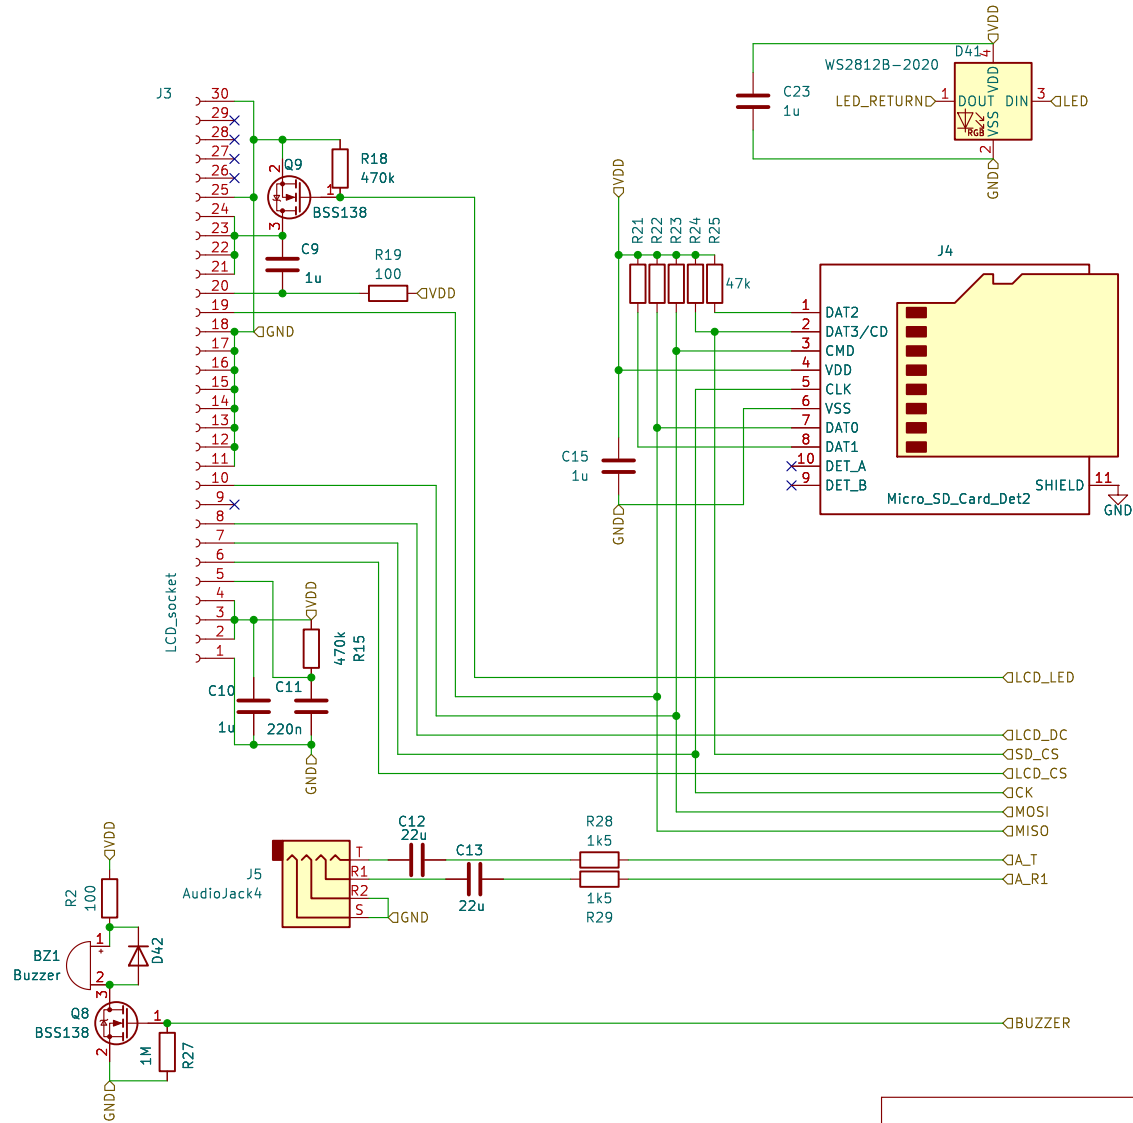 VDD
D41
4
WS2812B-2020
VDD
C23
1u
LED_RETURN
1
DOUT
DIN
3
LED
RGB
VSS
2
GND
J3
30
29
28
27
26
25
24
23
22
21
20
19
18
17
16
15
14
13
12
11
10
9
8
7
6
5
4
3
2
1
LCD_socket
Q9
2
1
3
BSS138
R18
470k
C9
1u
R19
100
VDD
GND
VDD
R21
R22
R23
R24
R25
47k
J4
1
DAT2
2
DAT3/CD
3
CMD
4
VDD
5
CLK
6
VSS
7
DAT0
8
DAT1
10
DET_A
9
DET_B
SHIELD
11
Micro_SD_Card_Det2
GND
C15
1u
GND
VDD
470k
R15
C10
1u
C11
220n
GND
LCD_LED
LCD_DC
SD_CS
LCD_CS
CK
MOSI
MISO
A_T
A_R1
C12
22u
C13
22u
R28
1k5
1k5
R29
J5
AudioJack4
T
R1
R2
S
GND
VDD
R2
100
BZ1
Buzzer
1
+
2
D42
3
Q8
BSS138
1
2
1M
R27
GND
BUZZER